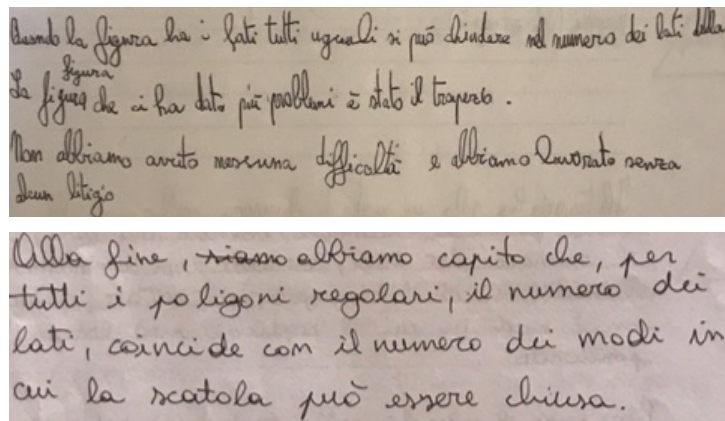 Quando la figura ha i lati tutti uguali si può chiudere nel numero dei lati della
figura
La figura che ci ha dato più problemi è stato il trapezio.
Non abbiamo avuto nessuna difficoltà e abbiamo lavorato senza
alcun litigio
Alla fine, siamo abbiamo capito che, per
tutti i poligoni regolari, il numero dei
lati, coincide con il numero dei modi in
cui la scatola può essere chiusa.